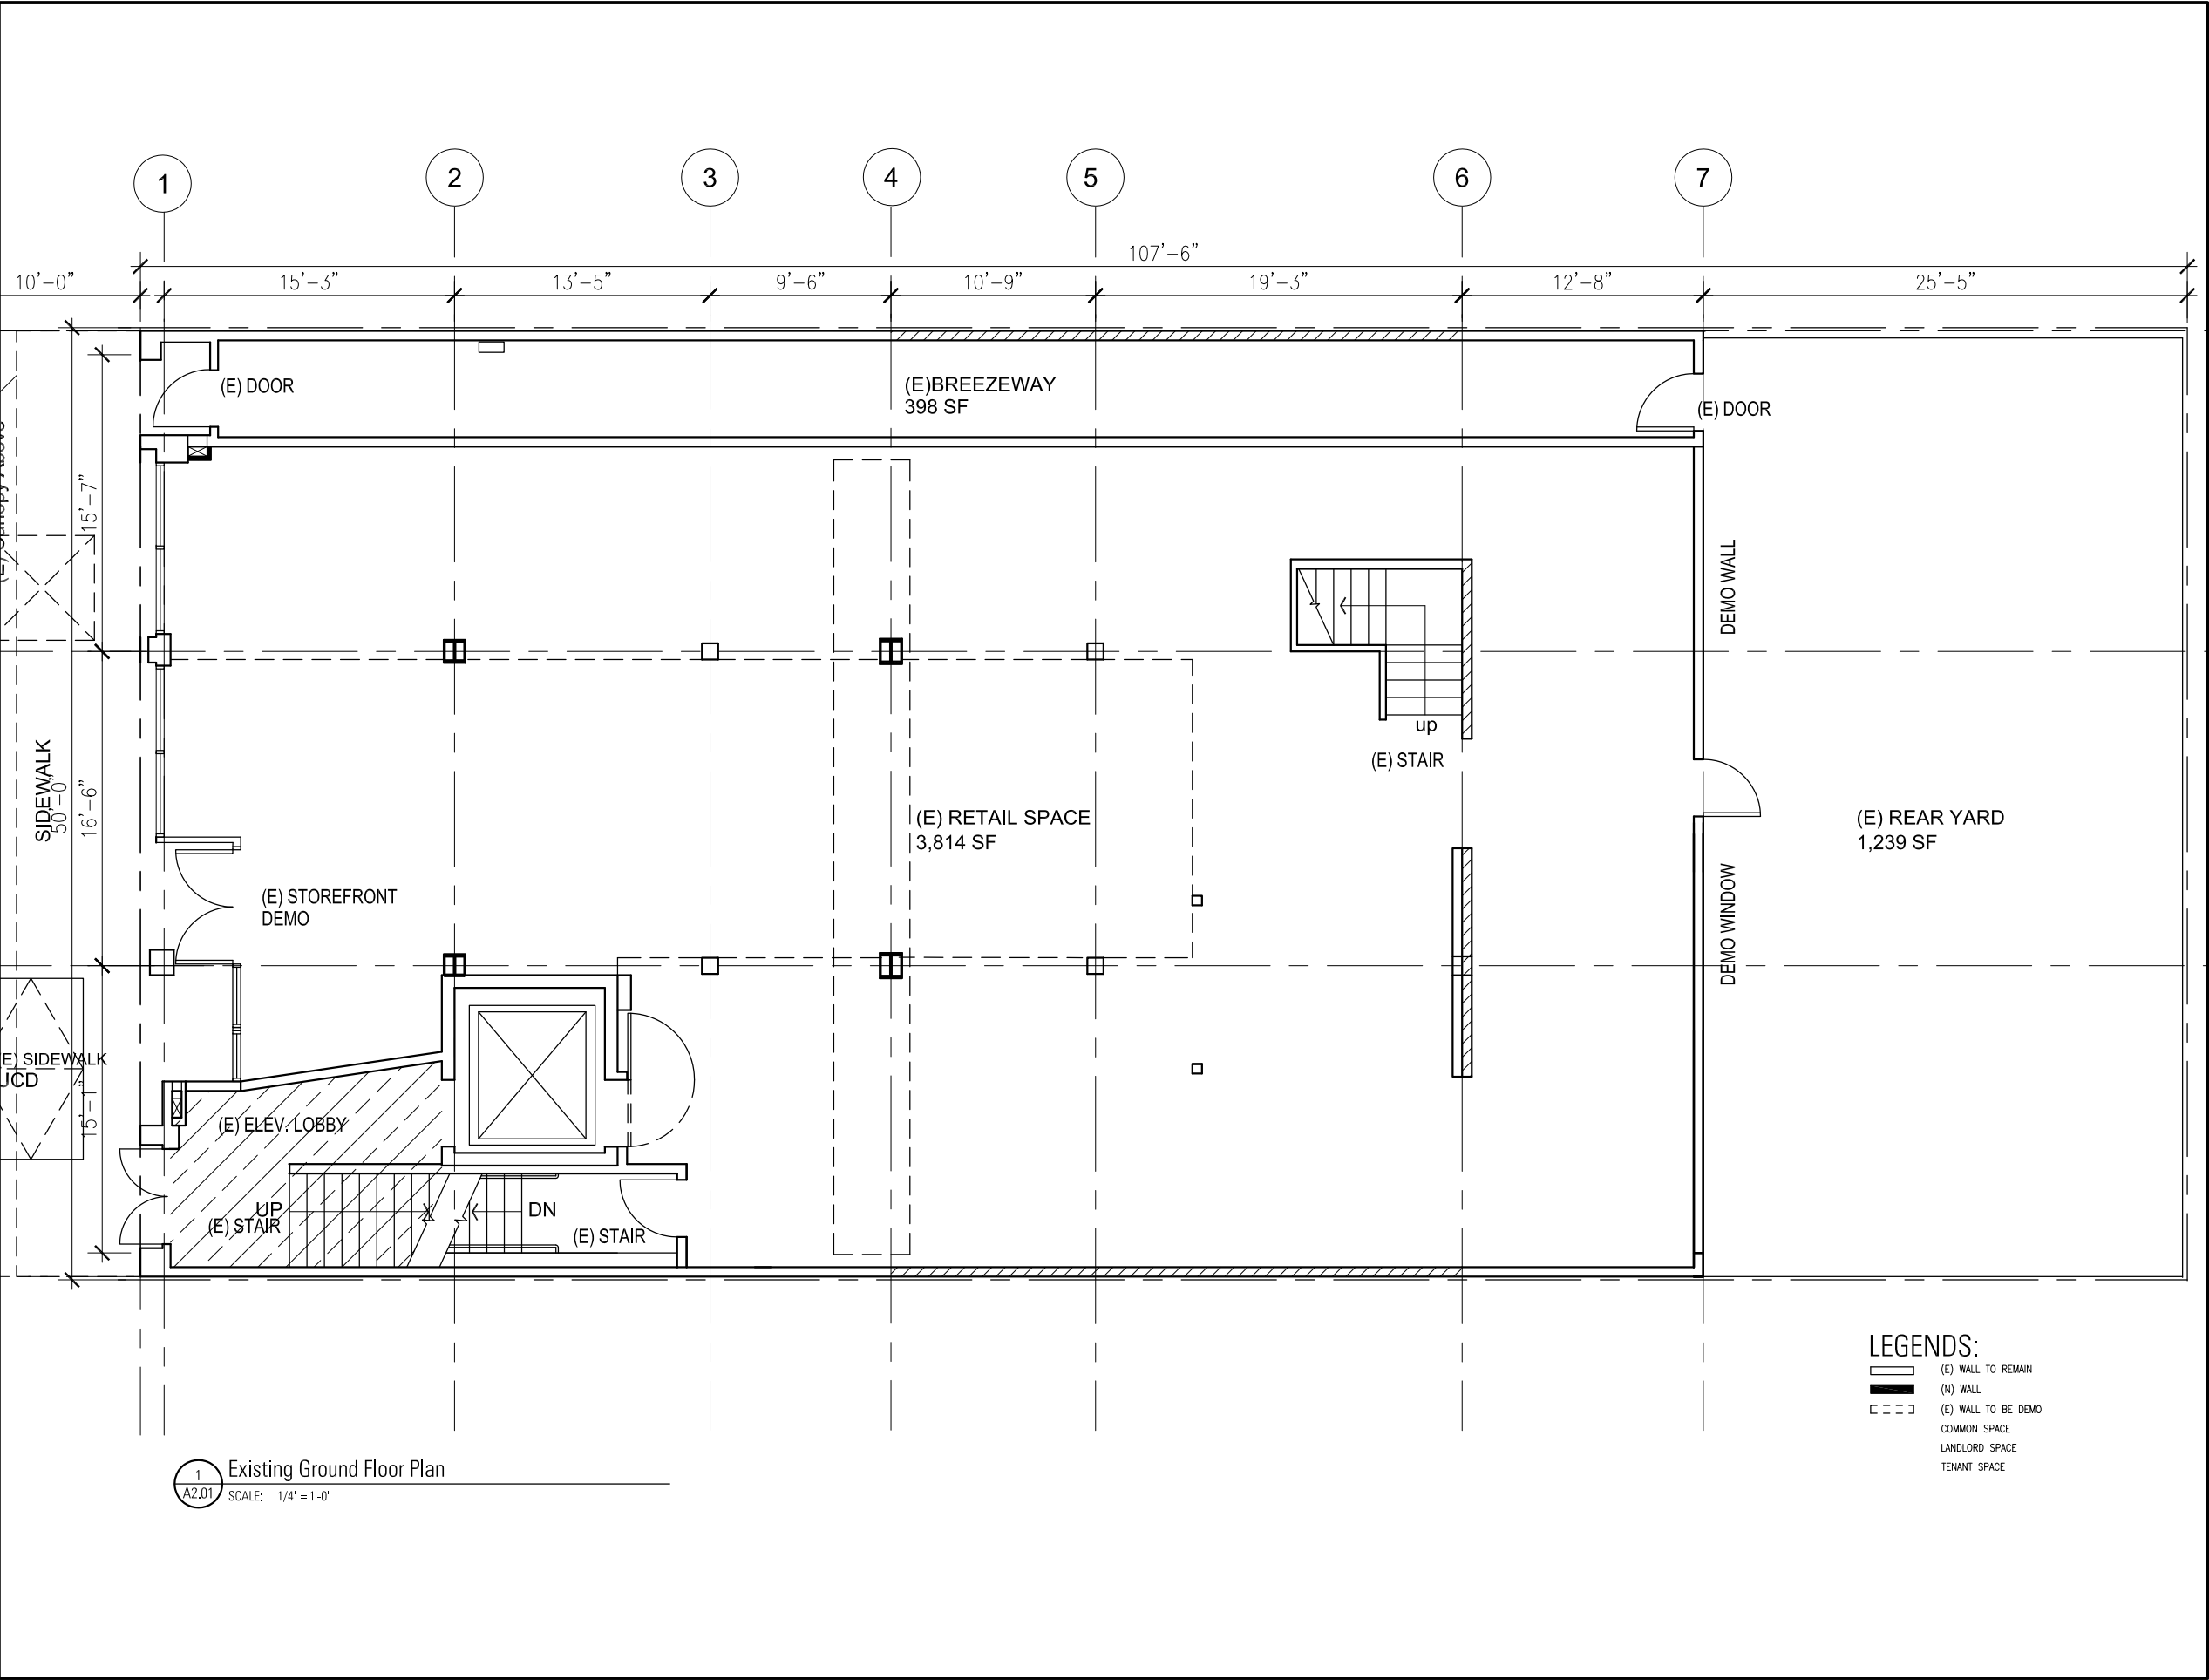 1
2
3
4
5
6
7
107'-6"
10'-0"
15'-3"
13'-5"
9'-6"
10'-9"
19'-3"
12'-8"
25'-5"
(E) DOOR
(E)BREEZEWAY
398 SF
(E) DOOR
15'-7"
DEMO WALL
up
(E) STAIR
SIDEWALK
50'-0"
16'-6"
(E) RETAIL SPACE
3,814 SF
(E) REAR YARD
1,239 SF
(E) STOREFRONT
DEMO
DEMO WINDOW
(E) SIDEWALK
15'-11"
(E) ELEV. LOBBY
UP
(E) STAIR
DN
(E) STAIR
LEGENDS:
(E) WALL TO REMAIN
(N) WALL
(E) WALL TO BE DEMO
COMMON SPACE
LANDLORD SPACE
TENANT SPACE
1
A2.01
Existing Ground Floor Plan
SCALE: 1/4" = 1'-0"